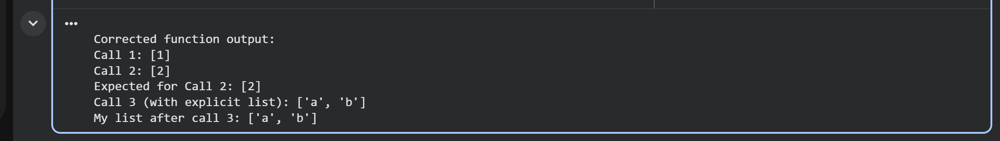 Corrected function output:
Call 1: [1]
Call 2: [2]
Expected for Call 2: [2]
Call 3 (with explicit list): ['a', 'b']
My list after call 3: ['a', 'b']